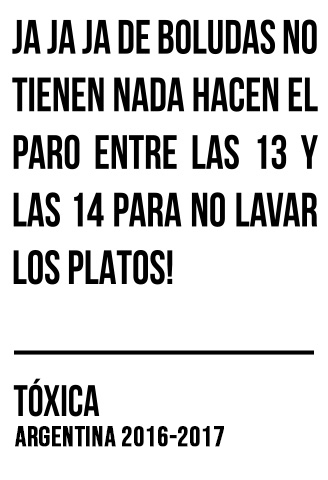 JA JA JA DE BOLUDAS NO
TIENEN NADA HACEN EL
PARO ENTRE LAS 13 Y
LAS 14 PARA NO LAVAR
LOS PLATOS!
TÓXICA
ARGENTINA 2016-2017